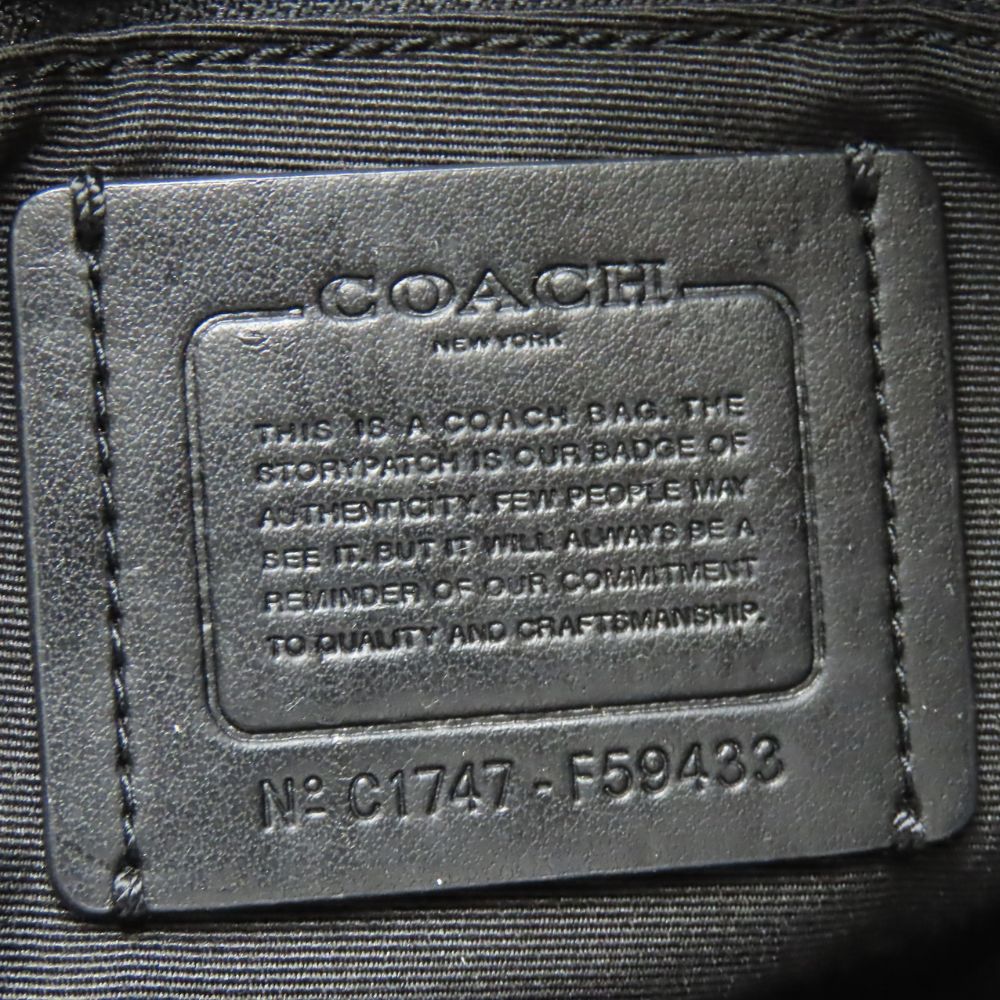 COACH
NEW YORK
THIS IS A COACH BAG. THE
STORYPATCH IS OUR BADGE OF
AUTHENTICITY. FEW PEOPLE MAY
SEE IT. BUT IT WILL ALWAYS BE A
REMINDER OF OUR COMMITMENT
TO QUALITY AND CRAFTSMANSHIP.
Nº C1747 - F59433